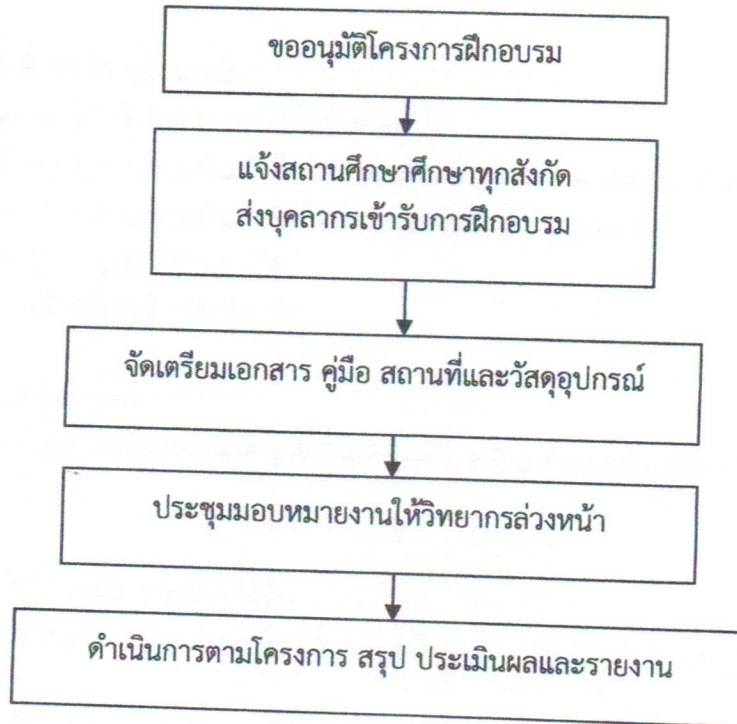 ขออนุมัติโครงการฝึกอบรม
แจ้งสถานศึกษาศึกษาทุกสังกัด
ส่งบุคลากรเข้ารับการฝึกอบรม
จัดเตรียมเอกสาร คู่มือ สถานที่และวัสดุอุปกรณ์
ประชุมมอบหมายงานให้วิทยากรล่วงหน้า
ดำเนินการตามโครงการ สรุป ประเมินผลและรายงาน